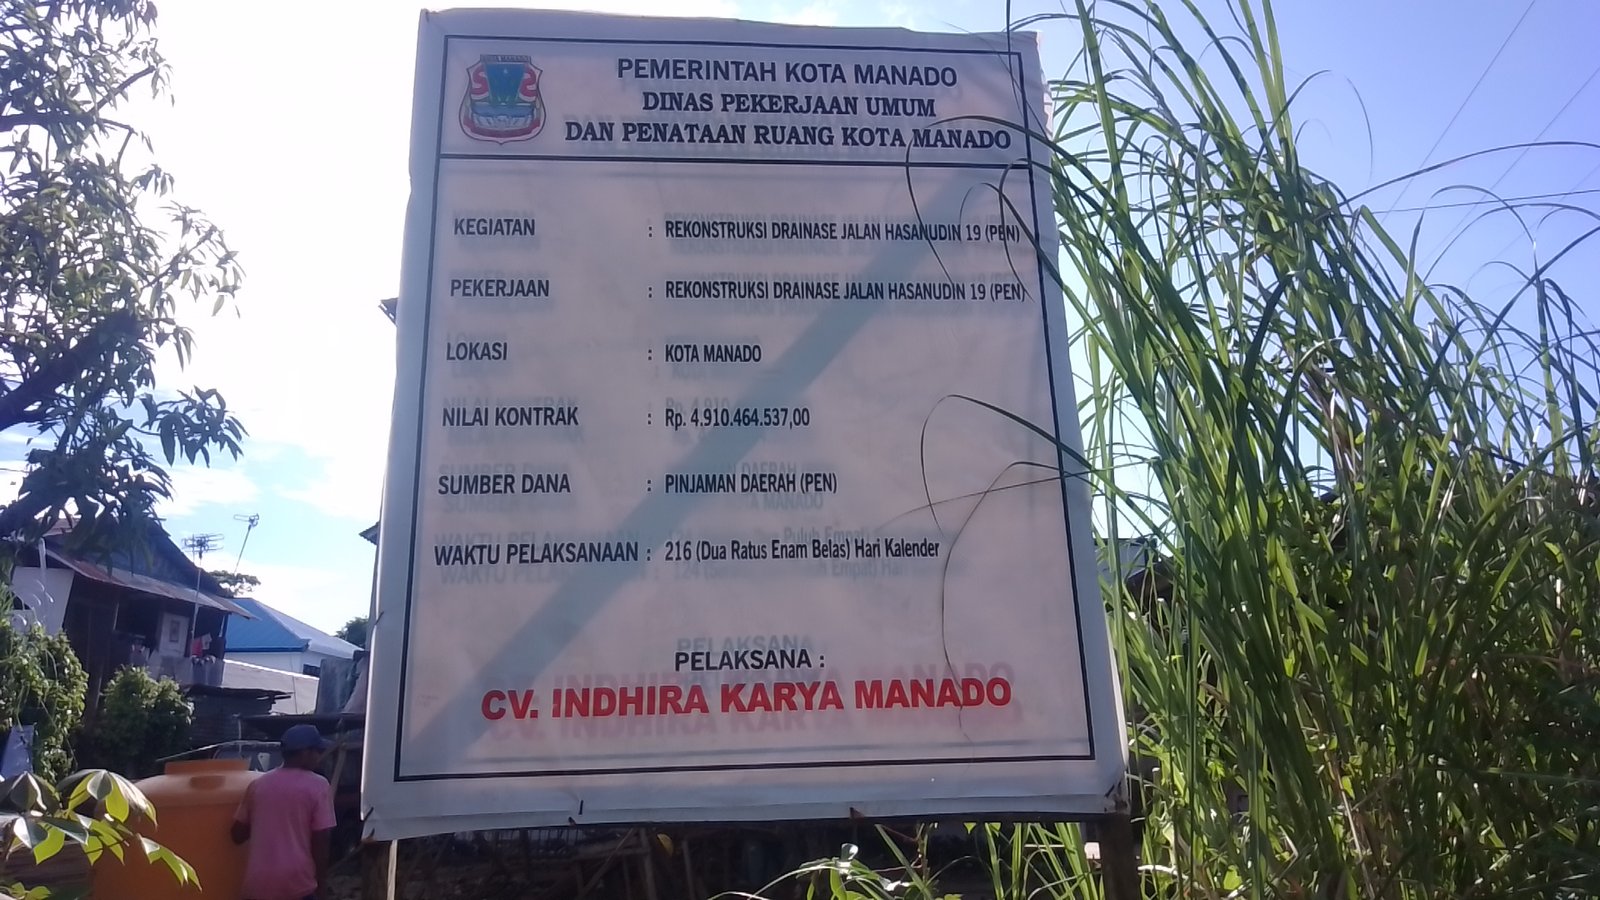 KOTA MANADO
PEMERINTAH KOTA MANADO
DINAS PEKERJAAN UMUM
DAN PENATAAN RUANG KOTA MANADO
KEGIATAN : REKONSTRUKSI DRAINASE JALAN HASANUDIN 19 (PEN)
PEKERJAAN : REKONSTRUKSI DRAINASE JALAN HASANUDIN 19 (PEN)
LOKASI : KOTA MANADO
NILAI KONTRAK : Rp. 4.910.464.537,00
SUMBER DANA : PINJAMAN DAERAH (PEN)
WAKTU PELAKSANAAN : 216 (Dua Ratus Enam Belas) Hari Kalender
PELAKSANA :
CV. INDHIRA KARYA MANADO